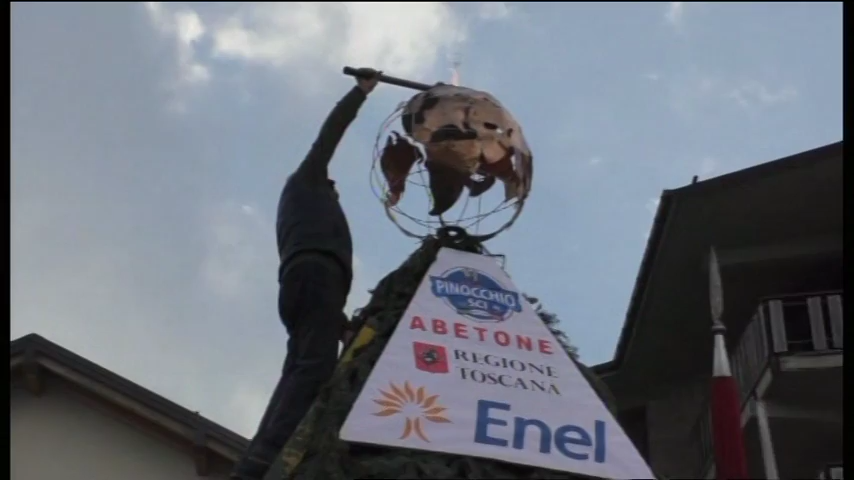 PINOCCHIO
SCI
ABETONE
REGIONE
TOSCANA
Enel